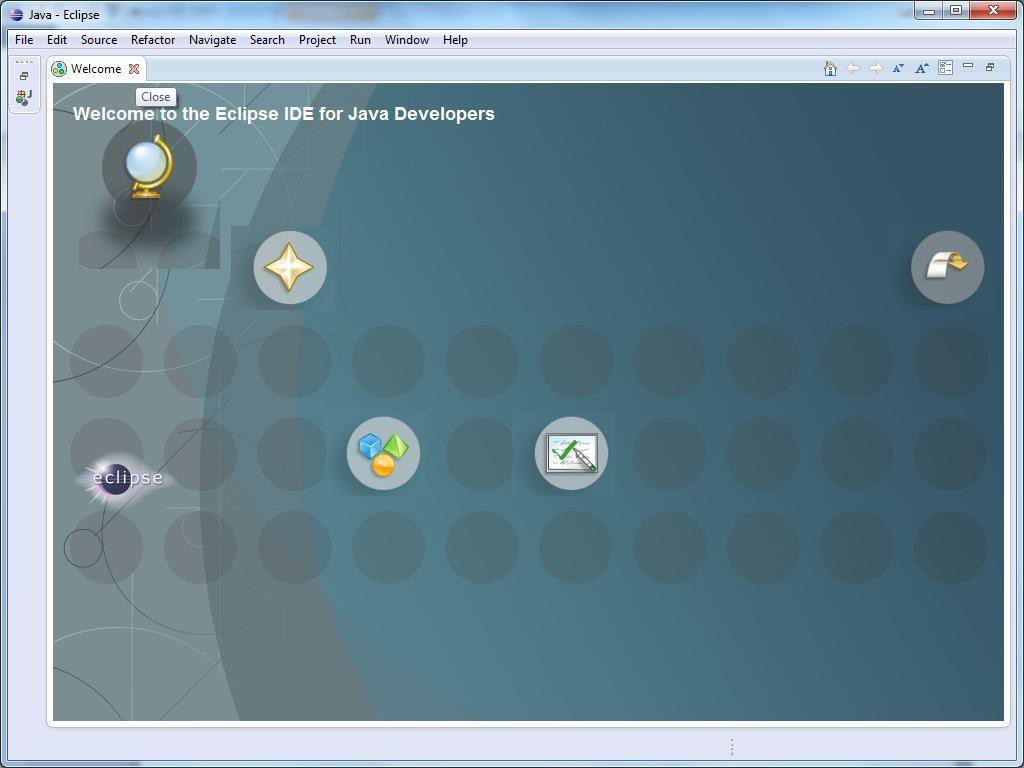 Java - Eclipse
File Edit Source Refactor Navigate Search Project Run Window Help
Welcome
Close
Welcome to the Eclipse IDE for Java Developers
eclipse